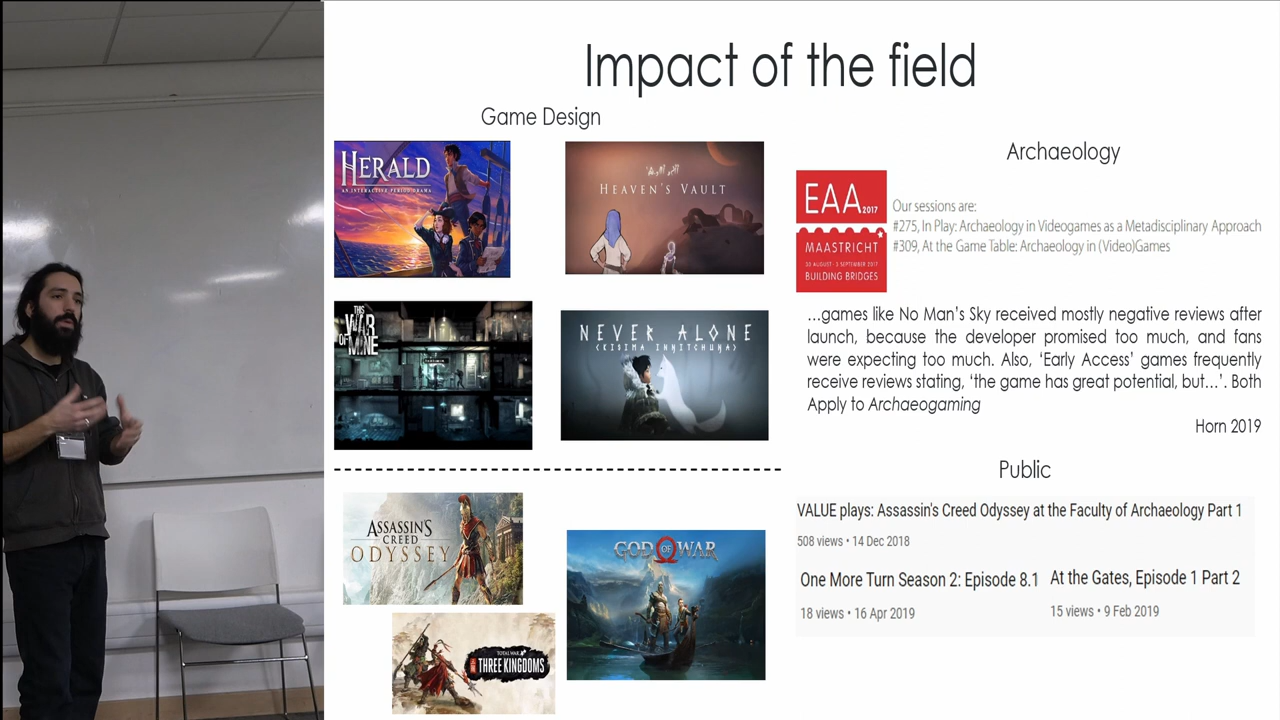 Impact of the field
Game Design
HERALD
AN INTERACTIVE PERIOD DRAMA
HEAVEN'S VAULT
THIS
WAR
OF MINE
NEVER ALONE
(KISIMA INNITCHUNA)
ASSASSIN'S
CREED
ODYSSEY
GOD OF WAR
TOTAL WAR
THREE KINGDOMS
Archaeology
EAA 2017
MAASTRICHT
BUILDING BRIDGES
Our sessions are:
#275, In Play: Archaeology in Videogames as a Metadisciplinary Approach
#309, At the Game Table: Archaeology in (Video)Games
...games like No Man's Sky received mostly negative reviews after
launch, because the developer promised too much, and fans
were expecting too much. Also, 'Early Access' games frequently
receive reviews stating, 'the game has great potential, but...'. Both
Apply to Archaeogaming
Horn 2019
Public
VALUE plays: Assassin's Creed Odyssey at the Faculty of Archaeology Part 1
508 views • 14 Dec 2018
One More Turn Season 2: Episode 8.1
18 views • 16 Apr 2019
At the Gates, Episode 1 Part 2
15 views • 9 Feb 2019